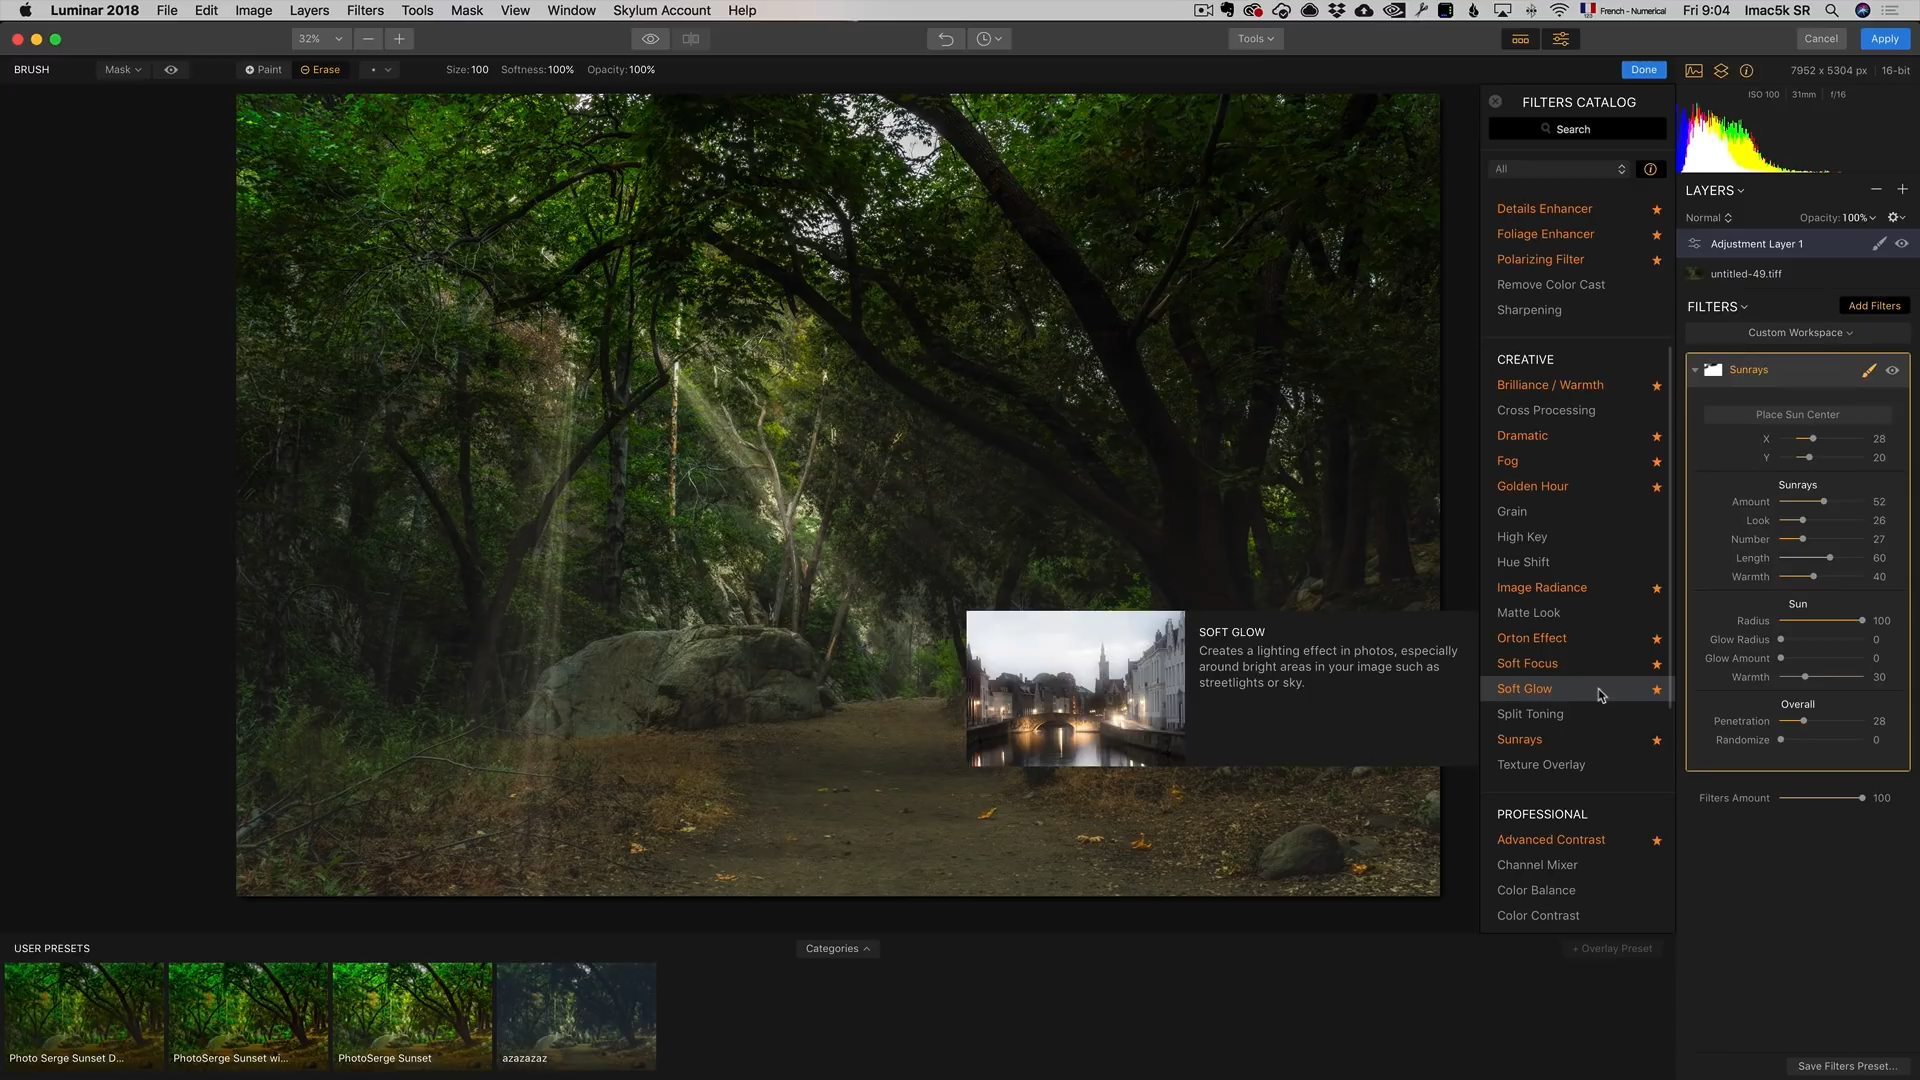 Luminar 2018 File Edit Image Layers Filters Tools Mask View Window Skylum Account Help
French - Numerical Fri 9:04 Imac5k SR
32% Tools Cancel Apply
BRUSH Mask Paint Erase Size:100 Softness:100% Opacity:100% Done
7952 x 5304 px 16-bit
ISO 100 31mm f/16
FILTERS CATALOG
Search
All
Details Enhancer
Foliage Enhancer
Polarizing Filter
Remove Color Cast
Sharpening
CREATIVE
Brilliance / Warmth
Cross Processing
Dramatic
Fog
Golden Hour
Grain
High Key
Hue Shift
Image Radiance
Matte Look
Orton Effect
Soft Focus
Soft Glow
Split Toning
Sunrays
Texture Overlay
PROFESSIONAL
Advanced Contrast
Channel Mixer
Color Balance
Color Contrast
SOFT GLOW
Creates a lighting effect in photos, especially
around bright areas in your image such as
streetlights or sky.
LAYERS
Normal Opacity:100%
Adjustment Layer 1
untitled-49.tiff
FILTERS Add Filters
Custom Workspace
Sunrays
Place Sun Center
X 28
Y 20
Sunrays
Amount 52
Look 26
Number 27
Length 60
Warmth 40
Sun
Radius 100
Glow Radius 0
Glow Amount 0
Warmth 30
Overall
Penetration 28
Randomize 0
Filters Amount 100
USER PRESETS Categories + Overlay Preset
Photo Serge Sunset D...
PhotoSerge Sunset wi...
PhotoSerge Sunset
azazazaz
Save Filters Preset...